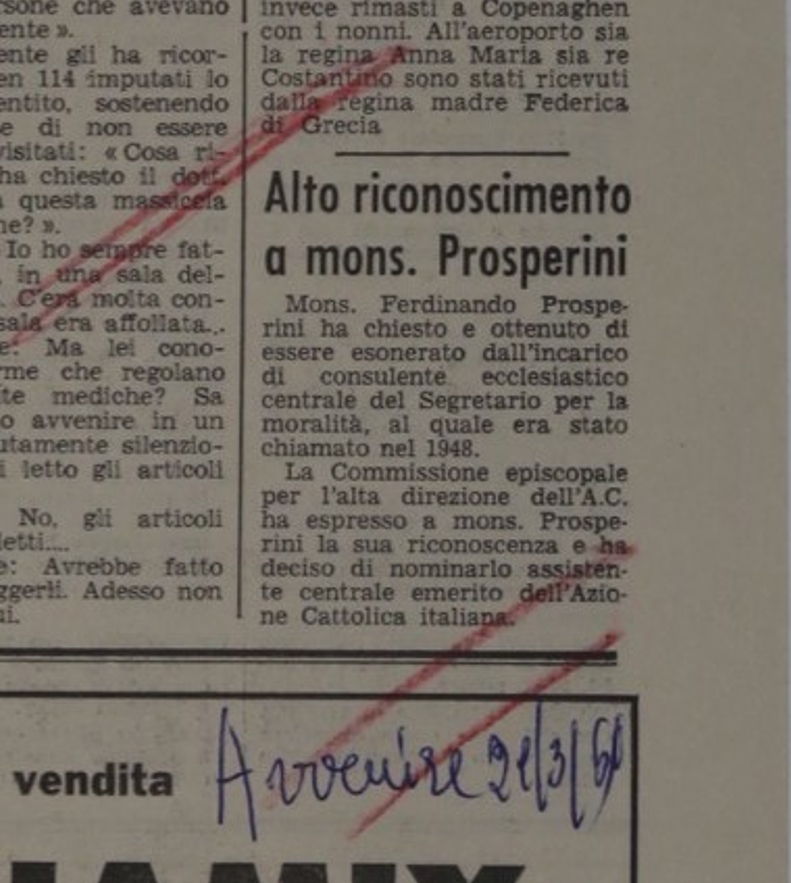 rsone che avevano
ente ».
ente gli ha ricor-
en 114 imputati lo
entito, sostenendo
e di non essere
visitati: « Cosa ri-
ha chiesto il dott.
a questa massiccia
ne? ».
Io ho sempre fat-
in una sala del-
. C'era molta con-
sala era affollata...
e: Ma lei cono-
rme che regolano
ite mediche? Sa
o avvenire in un
utamente silenzio-
i letto gli articoli
No, gli articoli
letti....
e: Avrebbe fatto
ggerli. Adesso non
ui.
invece rimasti a Copenaghen
con i nonni. All'aeroporto sia
la regina Anna Maria sia re
Costantino sono stati ricevuti
dalla regina madre Federica
di Grecia
Alto riconoscimento
a mons. Prosperini
Mons. Ferdinando Prospe-
rini ha chiesto e ottenuto di
essere esonerato dall'incarico
di consulente ecclesiastico
centrale del Segretario per la
moralità, al quale era stato
chiamato nel 1948.
La Commissione episcopale
per l'alta direzione dell'A.C.
ha espresso a mons. Prospe-
rini la sua riconoscenza e ha
deciso di nominarlo assisten-
te centrale emerito dell'Azio-
ne Cattolica italiana.
vendita
Avvenire